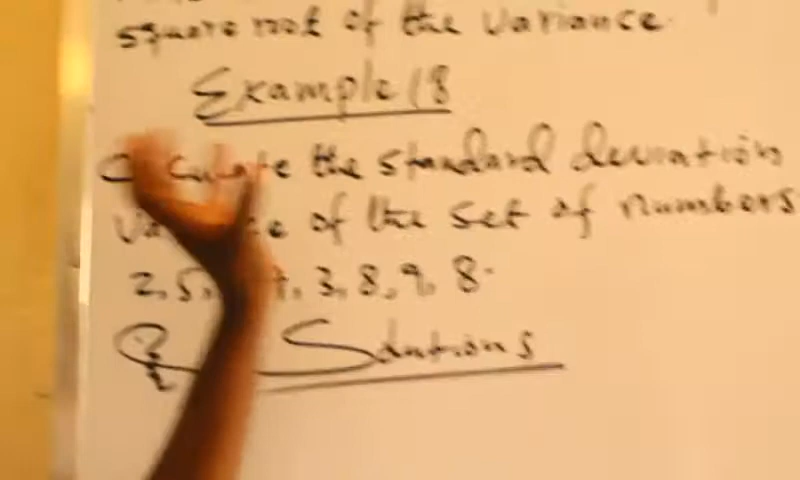 square root of the variance.
Example 18
the standard deviation
of the set of numbers
2, 5, 3, 8, 9, 8.
Solutions